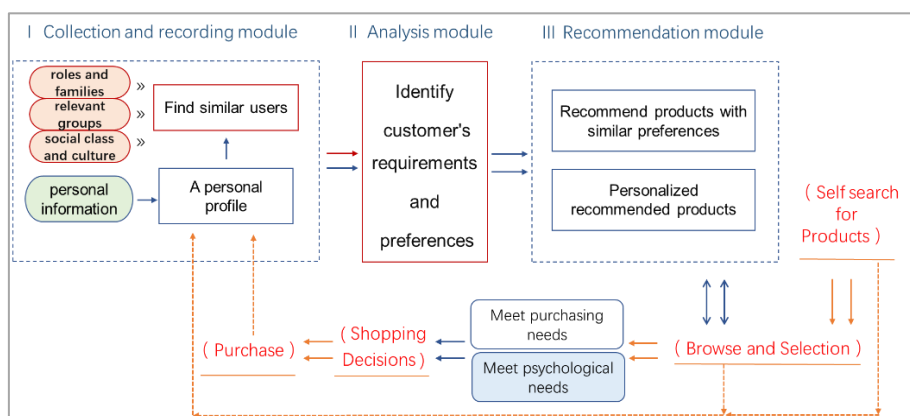 I Collection and recording module
II Analysis module
III Recommendation module
roles and
families
»
relevant
groups
»
social class
and culture
»
Find similar users
personal
information
A personal
profile
Identify
customer's
requirements
and
preferences
Recommend products with
similar preferences
Personalized
recommended products
( Self search
for
Products )
Meet purchasing
needs
Meet psychological
needs
( Shopping
Decisions )
( Purchase )
( Browse and Selection )